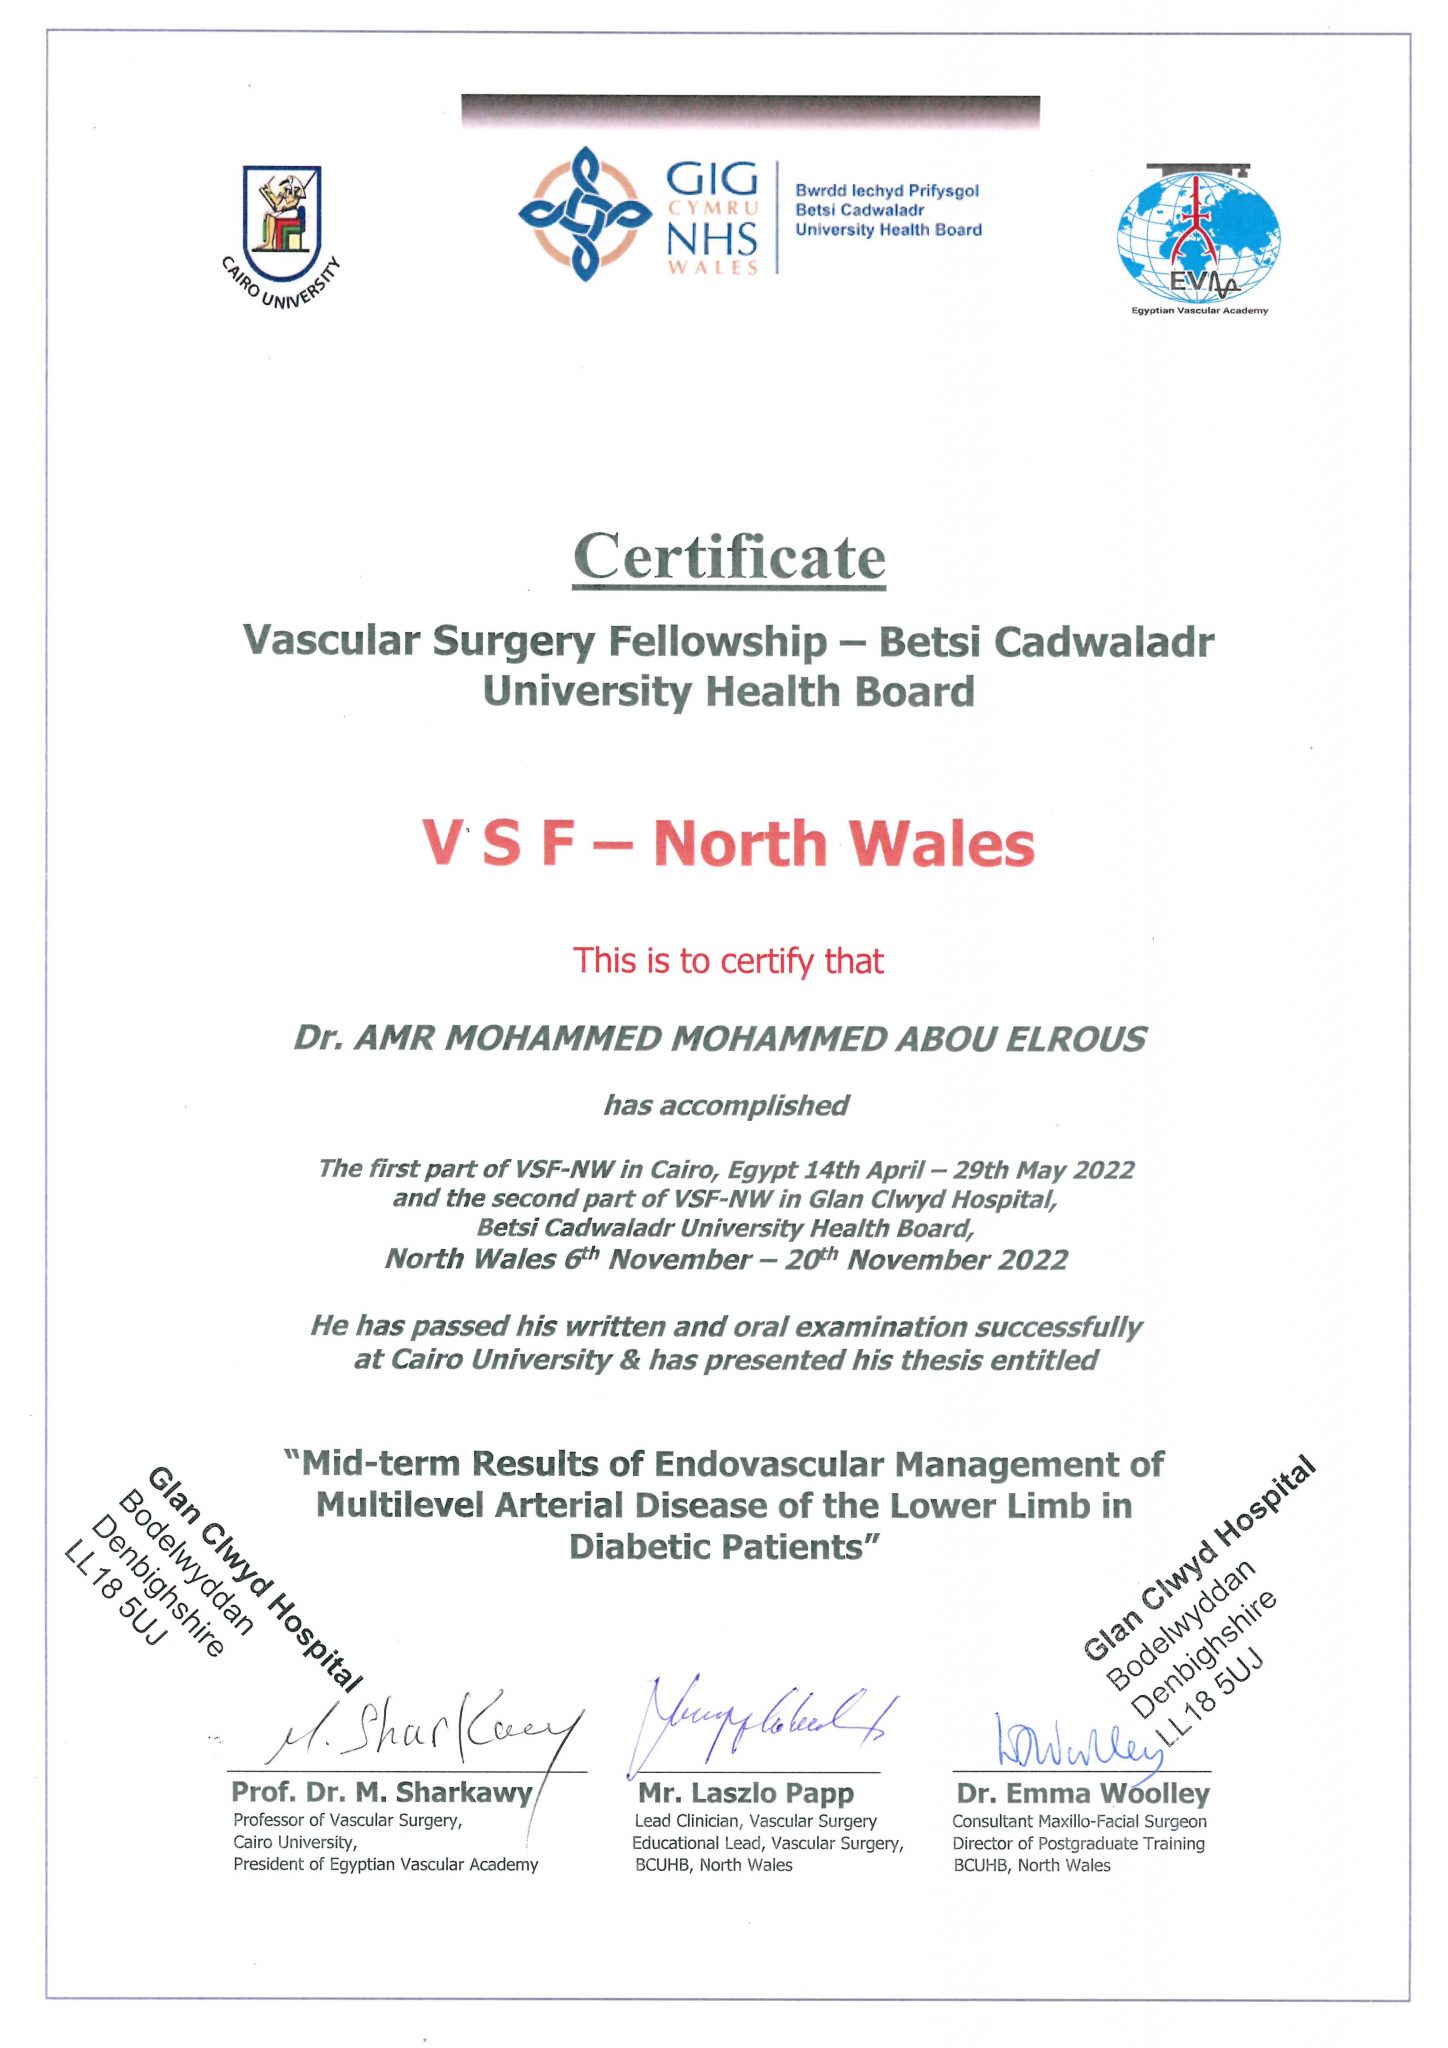 CAIRO UNIVERSITY
GIG
CYMRU
NHS
WALES
Bwrdd Iechyd Prifysgol
Betsi Cadwaladr
University Health Board
EVA
Egyptian Vascular Academy
Certificate
Vascular Surgery Fellowship – Betsi Cadwaladr
University Health Board
V S F – North Wales
This is to certify that
Dr. AMR MOHAMMED MOHAMMED ABOU ELROUS
has accomplished
The first part of VSF-NW in Cairo, Egypt 14th April – 29th May 2022
and the second part of VSF-NW in Glan Clwyd Hospital,
Betsi Cadwaladr University Health Board,
North Wales 6th November – 20th November 2022
He has passed his written and oral examination successfully
at Cairo University & has presented his thesis entitled
“Mid-term Results of Endovascular Management of
Multilevel Arterial Disease of the Lower Limb in
Diabetic Patients”
Glan Clwyd Hospital
Bodelwyddan
Denbighshire
LL18 5UJ
Glan Clwyd Hospital
Bodelwyddan
Denbighshire
LL18 5UJ
M. Sharkawy
Prof. Dr. M. Sharkawy
Professor of Vascular Surgery,
Cairo University,
President of Egyptian Vascular Academy
Mr. Laszlo Papp
Lead Clinician, Vascular Surgery
Educational Lead, Vascular Surgery,
BCUHB, North Wales
Woolley
Dr. Emma Woolley
Consultant Maxillo-Facial Surgeon
Director of Postgraduate Training
BCUHB, North Wales